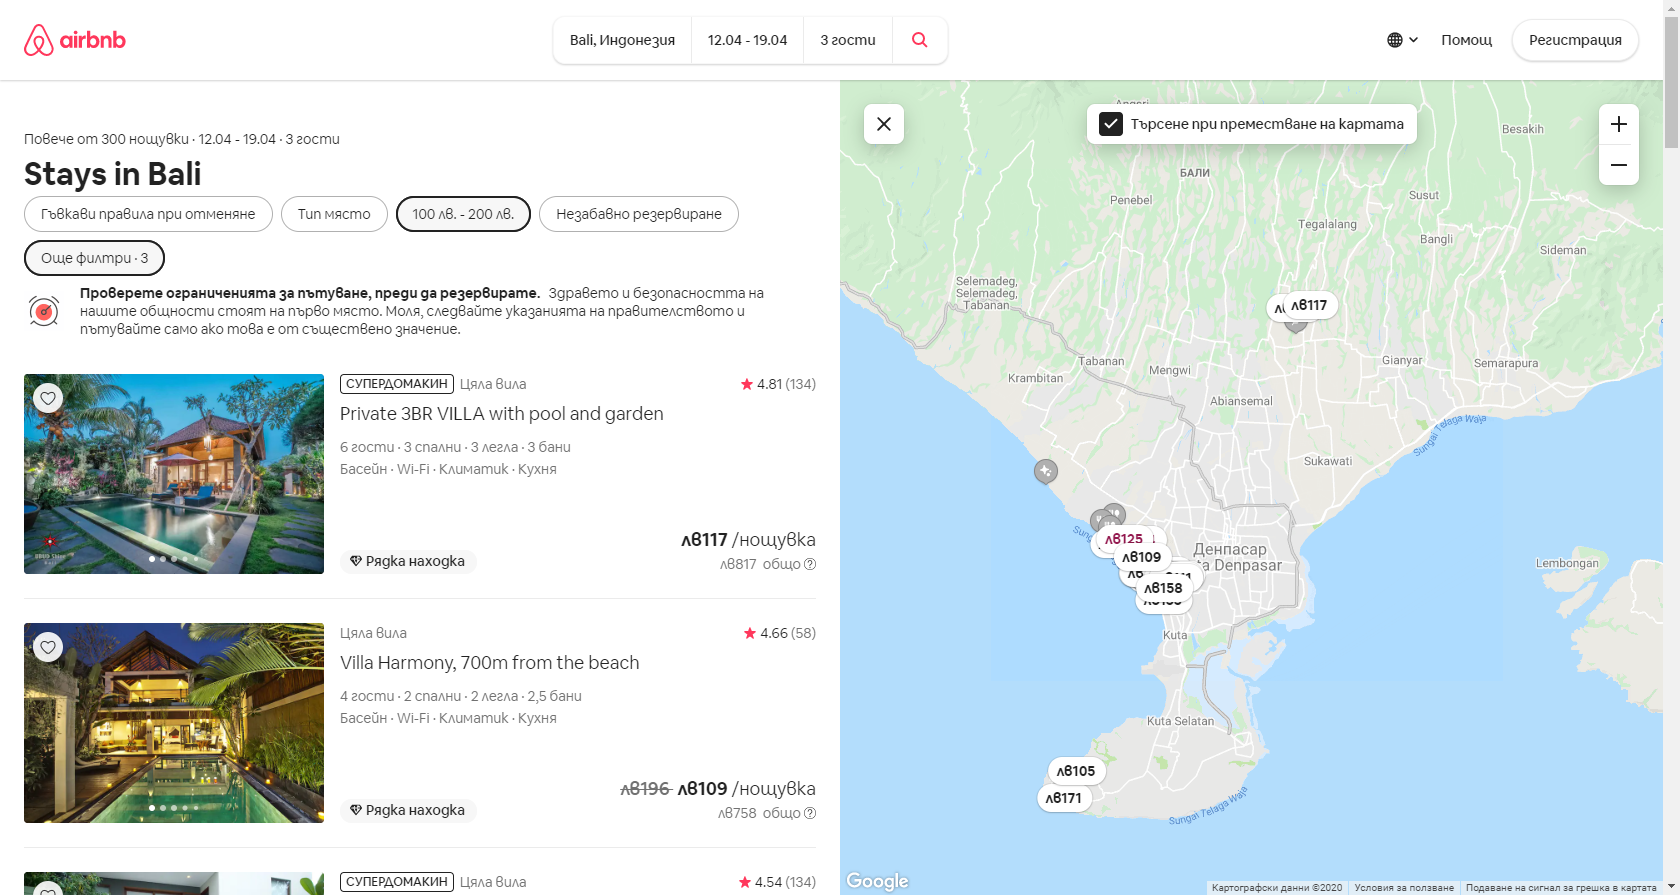 airbnb
Bali, Индонезия
12.04 - 19.04
3 гости
Помощ
Регистрация
Повече от 300 нощувки · 12.04 - 19.04 · 3 гости
Stays in Bali
Гъвкави правила при отменяне
Тип място
100 лв. - 200 лв.
Незабавно резервиране
Още филтри · 3
Проверете ограниченията за пътуване, преди да резервирате. Здравето и безопасността на
нашите общности стоят на първо място. Моля, следвайте указанията на правителството и
пътувайте само ако това е от съществено значение.
СУПЕРДОМАКИН Цяла вила
4.81 (134)
Private 3BR VILLA with pool and garden
6 гости · 3 спални · 3 легла · 3 бани
Басейн · Wi-Fi · Климатик · Кухня
лв117 /нощувка
Рядка находка
лв817 общо
Цяла вила
4.66 (58)
Villa Harmony, 700m from the beach
4 гости · 2 спални · 2 легла · 2,5 бани
Басейн · Wi-Fi · Климатик · Кухня
лв196 лв109 /нощувка
Рядка находка
лв758 общо
СУПЕРДОМАКИН Цяла вила
4.54 (134)
Търсене при преместване на картата
Besakih
БАЛИ
Penebel
Susut
Tegalalang
Bangli
Sideman
Selemadeg,
Selemadeg,
Tabanan
лв117
Tabanan
Mengwi
Gianyar
Semarapura
Krambitan
Abiansemal
Sungai Telaga Waja
Sukawati
лв125
лв109
Денпасар
Denpasar
лв158
Lembongan
Kuta
Kuta Selatan
лв105
лв171
Sungai Telaga Waja
Google
Картографски данни ©2020
Условия за ползване
Подаване на сигнал за грешка в картата